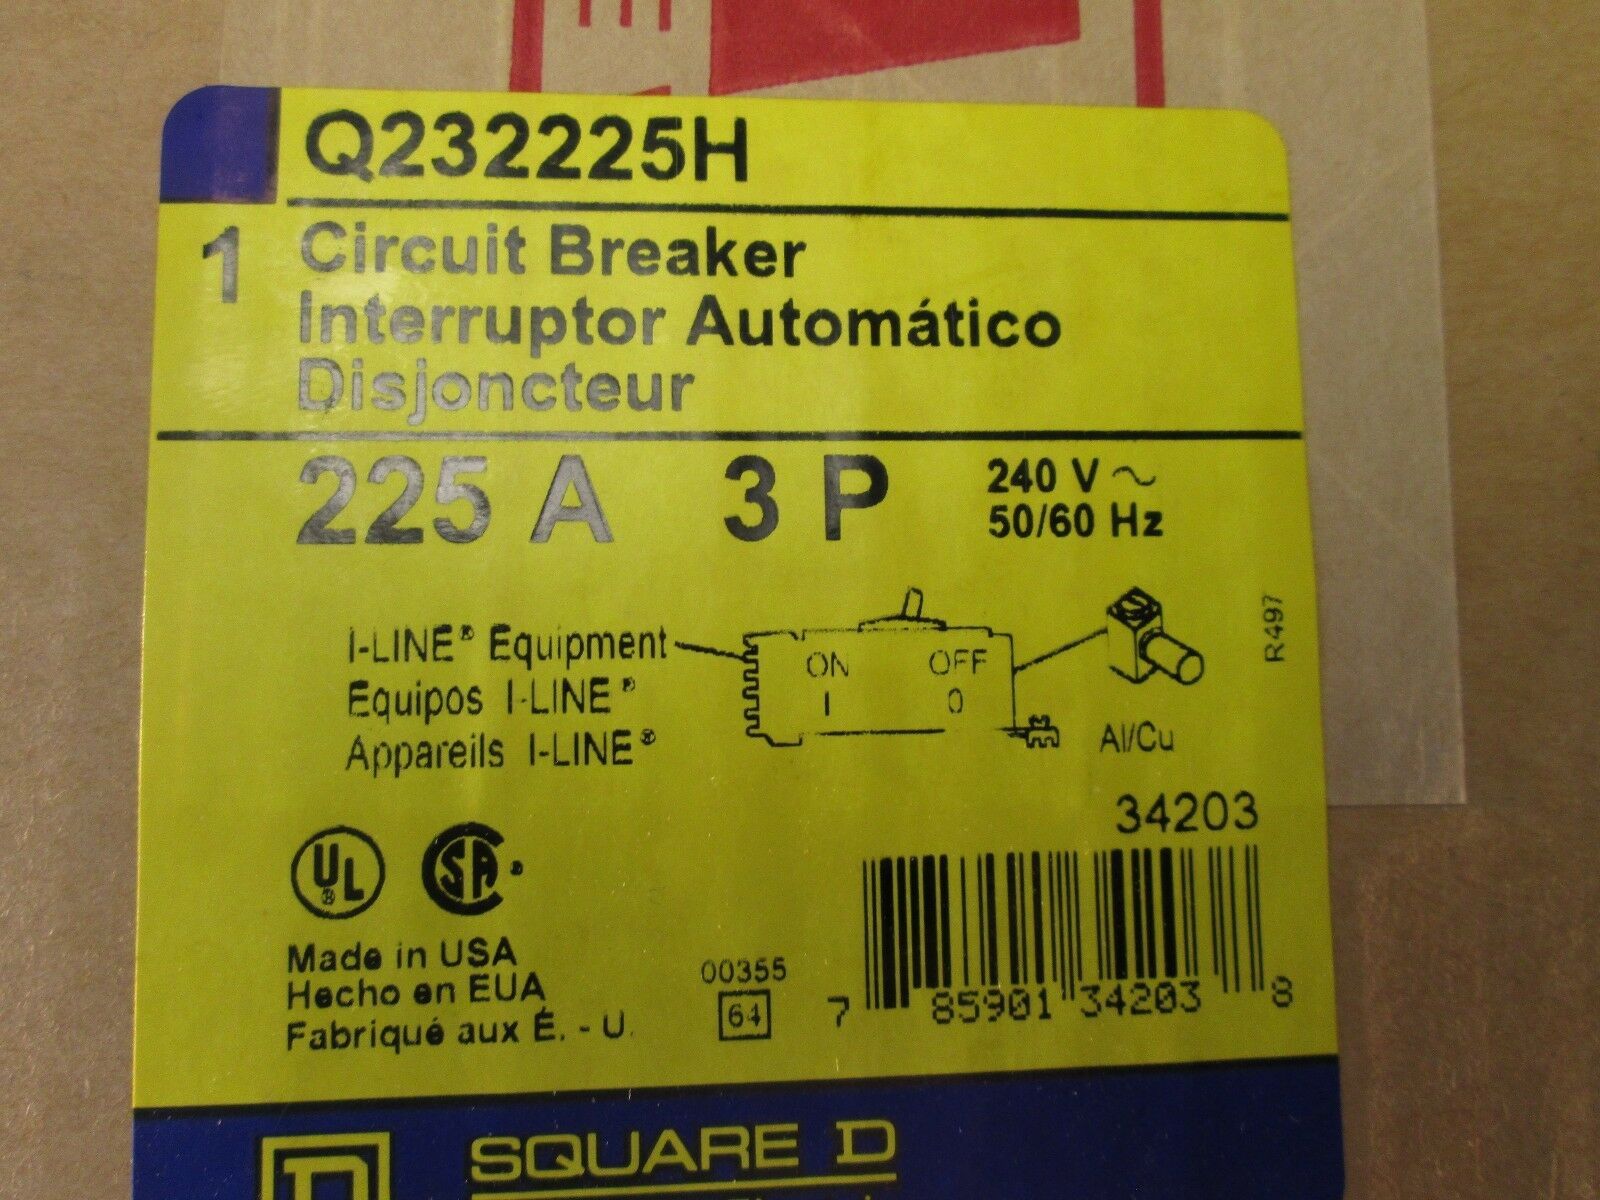 Q232225H
1
Circuit Breaker
Interruptor Automático
Disjoncteur
225 A 3 P
240 V ~
50/60 Hz
I-LINE® Equipment
Equipos I-LINE®
Appareils I-LINE®
ON OFF
I 0
Al/Cu
R497
34203
UL
SA
Made in USA
Hecho en EUA
Fabriqué aux É. - U.
00355
64
7 85901 34203 8
D
SQUARE D